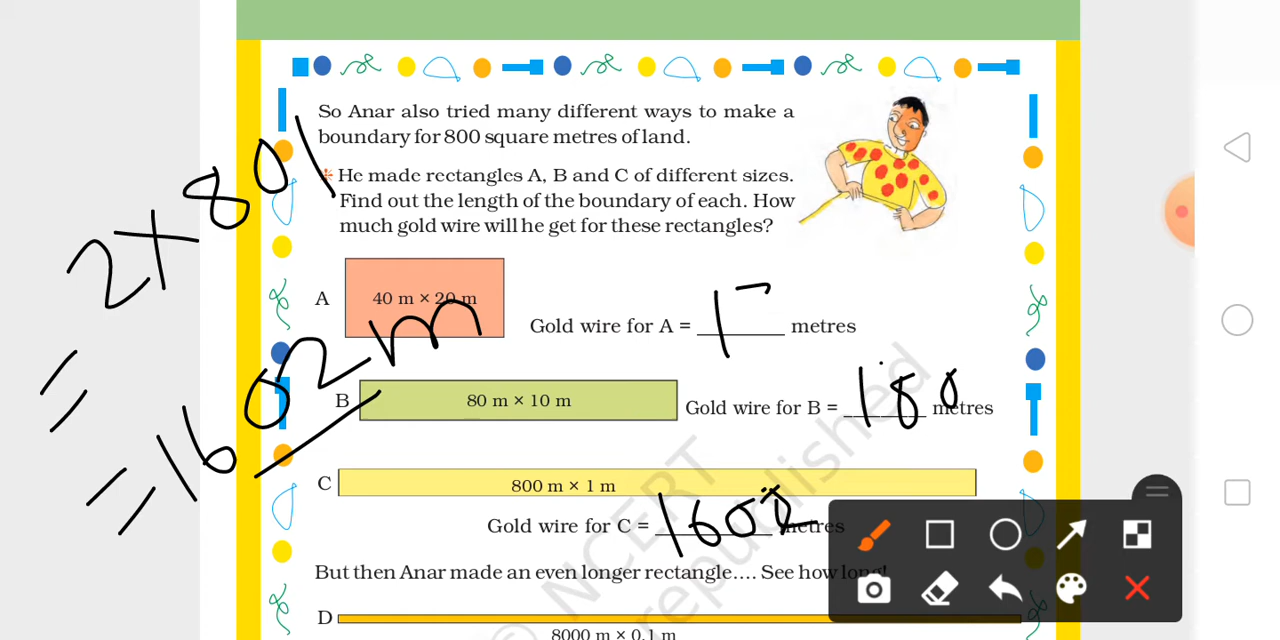 So Anar also tried many different ways to make a
boundary for 800 square metres of land.
* He made rectangles A, B and C of different sizes.
Find out the length of the boundary of each. How
much gold wire will he get for these rectangles?
2×801
=
=1602m
A
40 m × 20 m
Gold wire for A = ________ metres
B
80 m × 10 m
Gold wire for B = 180 metres
C
800 m × 1 m
Gold wire for C = 1602 metres
But then Anar made an even longer rectangle.... See how long!
D
8000 m × 0.1 m
© NCERT
republished